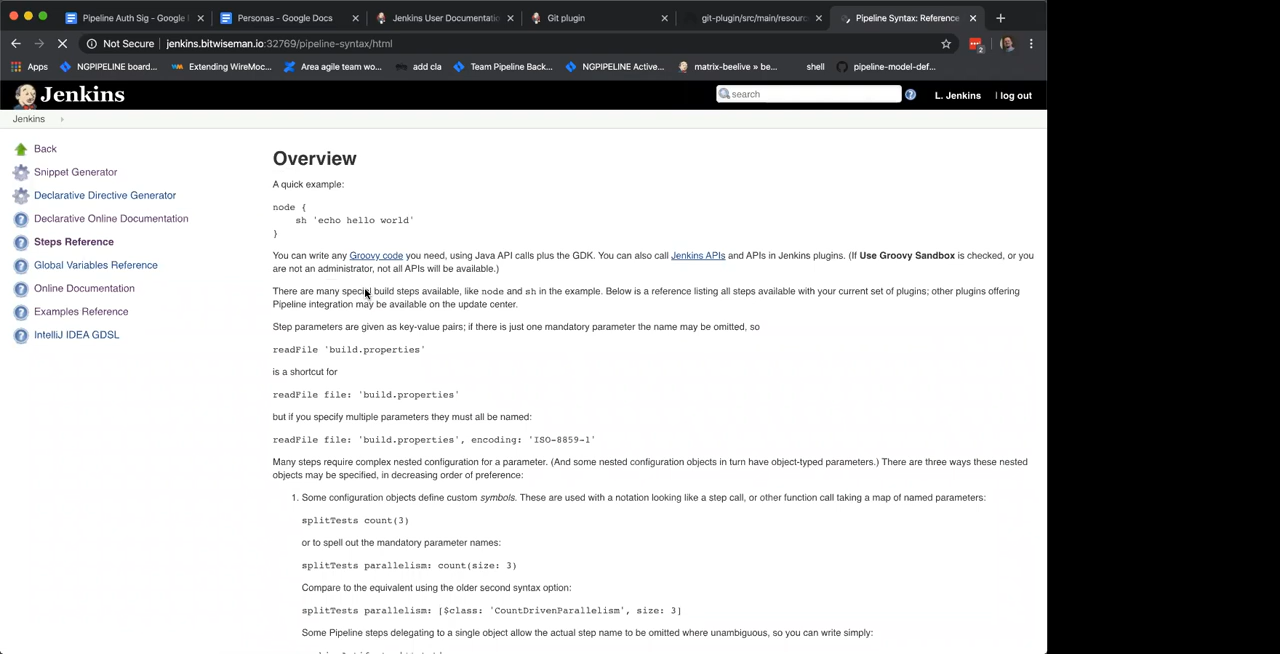 Pipeline Auth Sig - Google
Personas - Google Docs
Jenkins User Documentatio
Git plugin
git-plugin/src/main/resourc
Pipeline Syntax: Reference
Not Secure | jenkins.bitwiseman.io:32769/pipeline-syntax/html
2
Apps
NGPIPELINE board...
Extending WireMoc...
Area agile team wo...
add cla
Team Pipeline Back...
NGPIPELINE Active...
matrix-beelive » be...
shell
pipeline-model-def...
Jenkins
search
L. Jenkins
| log out
Jenkins
Back
Snippet Generator
Declarative Directive Generator
Declarative Online Documentation
Steps Reference
Global Variables Reference
Online Documentation
Examples Reference
IntelliJ IDEA GDSL
Overview
A quick example:
node {
sh 'echo hello world'
}
You can write any Groovy code you need, using Java API calls plus the GDK. You can also call Jenkins APIs and APIs in Jenkins plugins. (If Use Groovy Sandbox is checked, or you
are not an administrator, not all APIs will be available.)
There are many special build steps available, like node and sh in the example. Below is a reference listing all steps available with your current set of plugins; other plugins offering
Pipeline integration may be available on the update center.
Step parameters are given as key-value pairs; if there is just one mandatory parameter the name may be omitted, so
readFile 'build.properties'
is a shortcut for
readFile file: 'build.properties'
but if you specify multiple parameters they must all be named:
readFile file: 'build.properties', encoding: 'ISO-8859-1'
Many steps require complex nested configuration for a parameter. (And some nested configuration objects in turn have object-typed parameters.) There are three ways these nested
objects may be specified, in decreasing order of preference:
1. Some configuration objects define custom symbols. These are used with a notation looking like a step call, or other function call taking a map of named parameters:
splitTests count(3)
or to spell out the mandatory parameter names:
splitTests parallelism: count(size: 3)
Compare to the equivalent using the older second syntax option:
splitTests parallelism: [$class: 'CountDrivenParallelism', size: 3]
Some Pipeline steps delegating to a single object allow the actual step name to be omitted where unambiguous, so you can write simply: